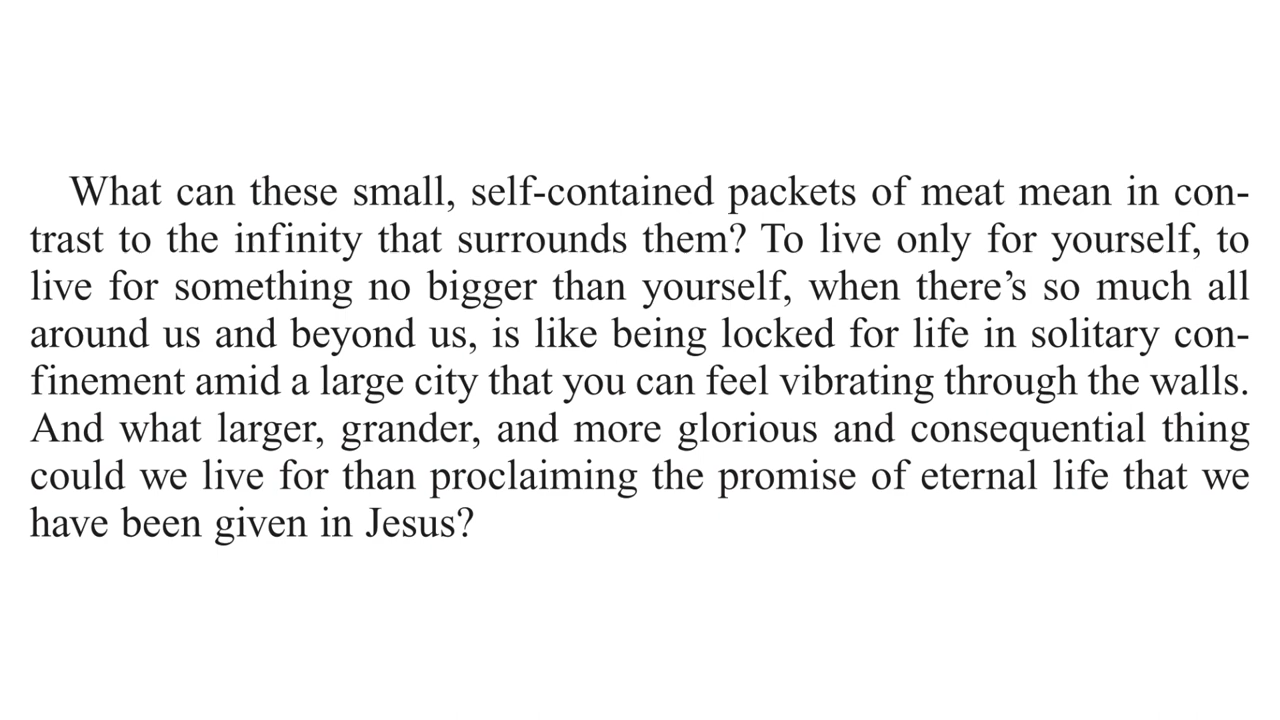 What can these small, self-contained packets of meat mean in con-
trast to the infinity that surrounds them? To live only for yourself, to
live for something no bigger than yourself, when there’s so much all
around us and beyond us, is like being locked for life in solitary con-
finement amid a large city that you can feel vibrating through the walls.
And what larger, grander, and more glorious and consequential thing
could we live for than proclaiming the promise of eternal life that we
have been given in Jesus?